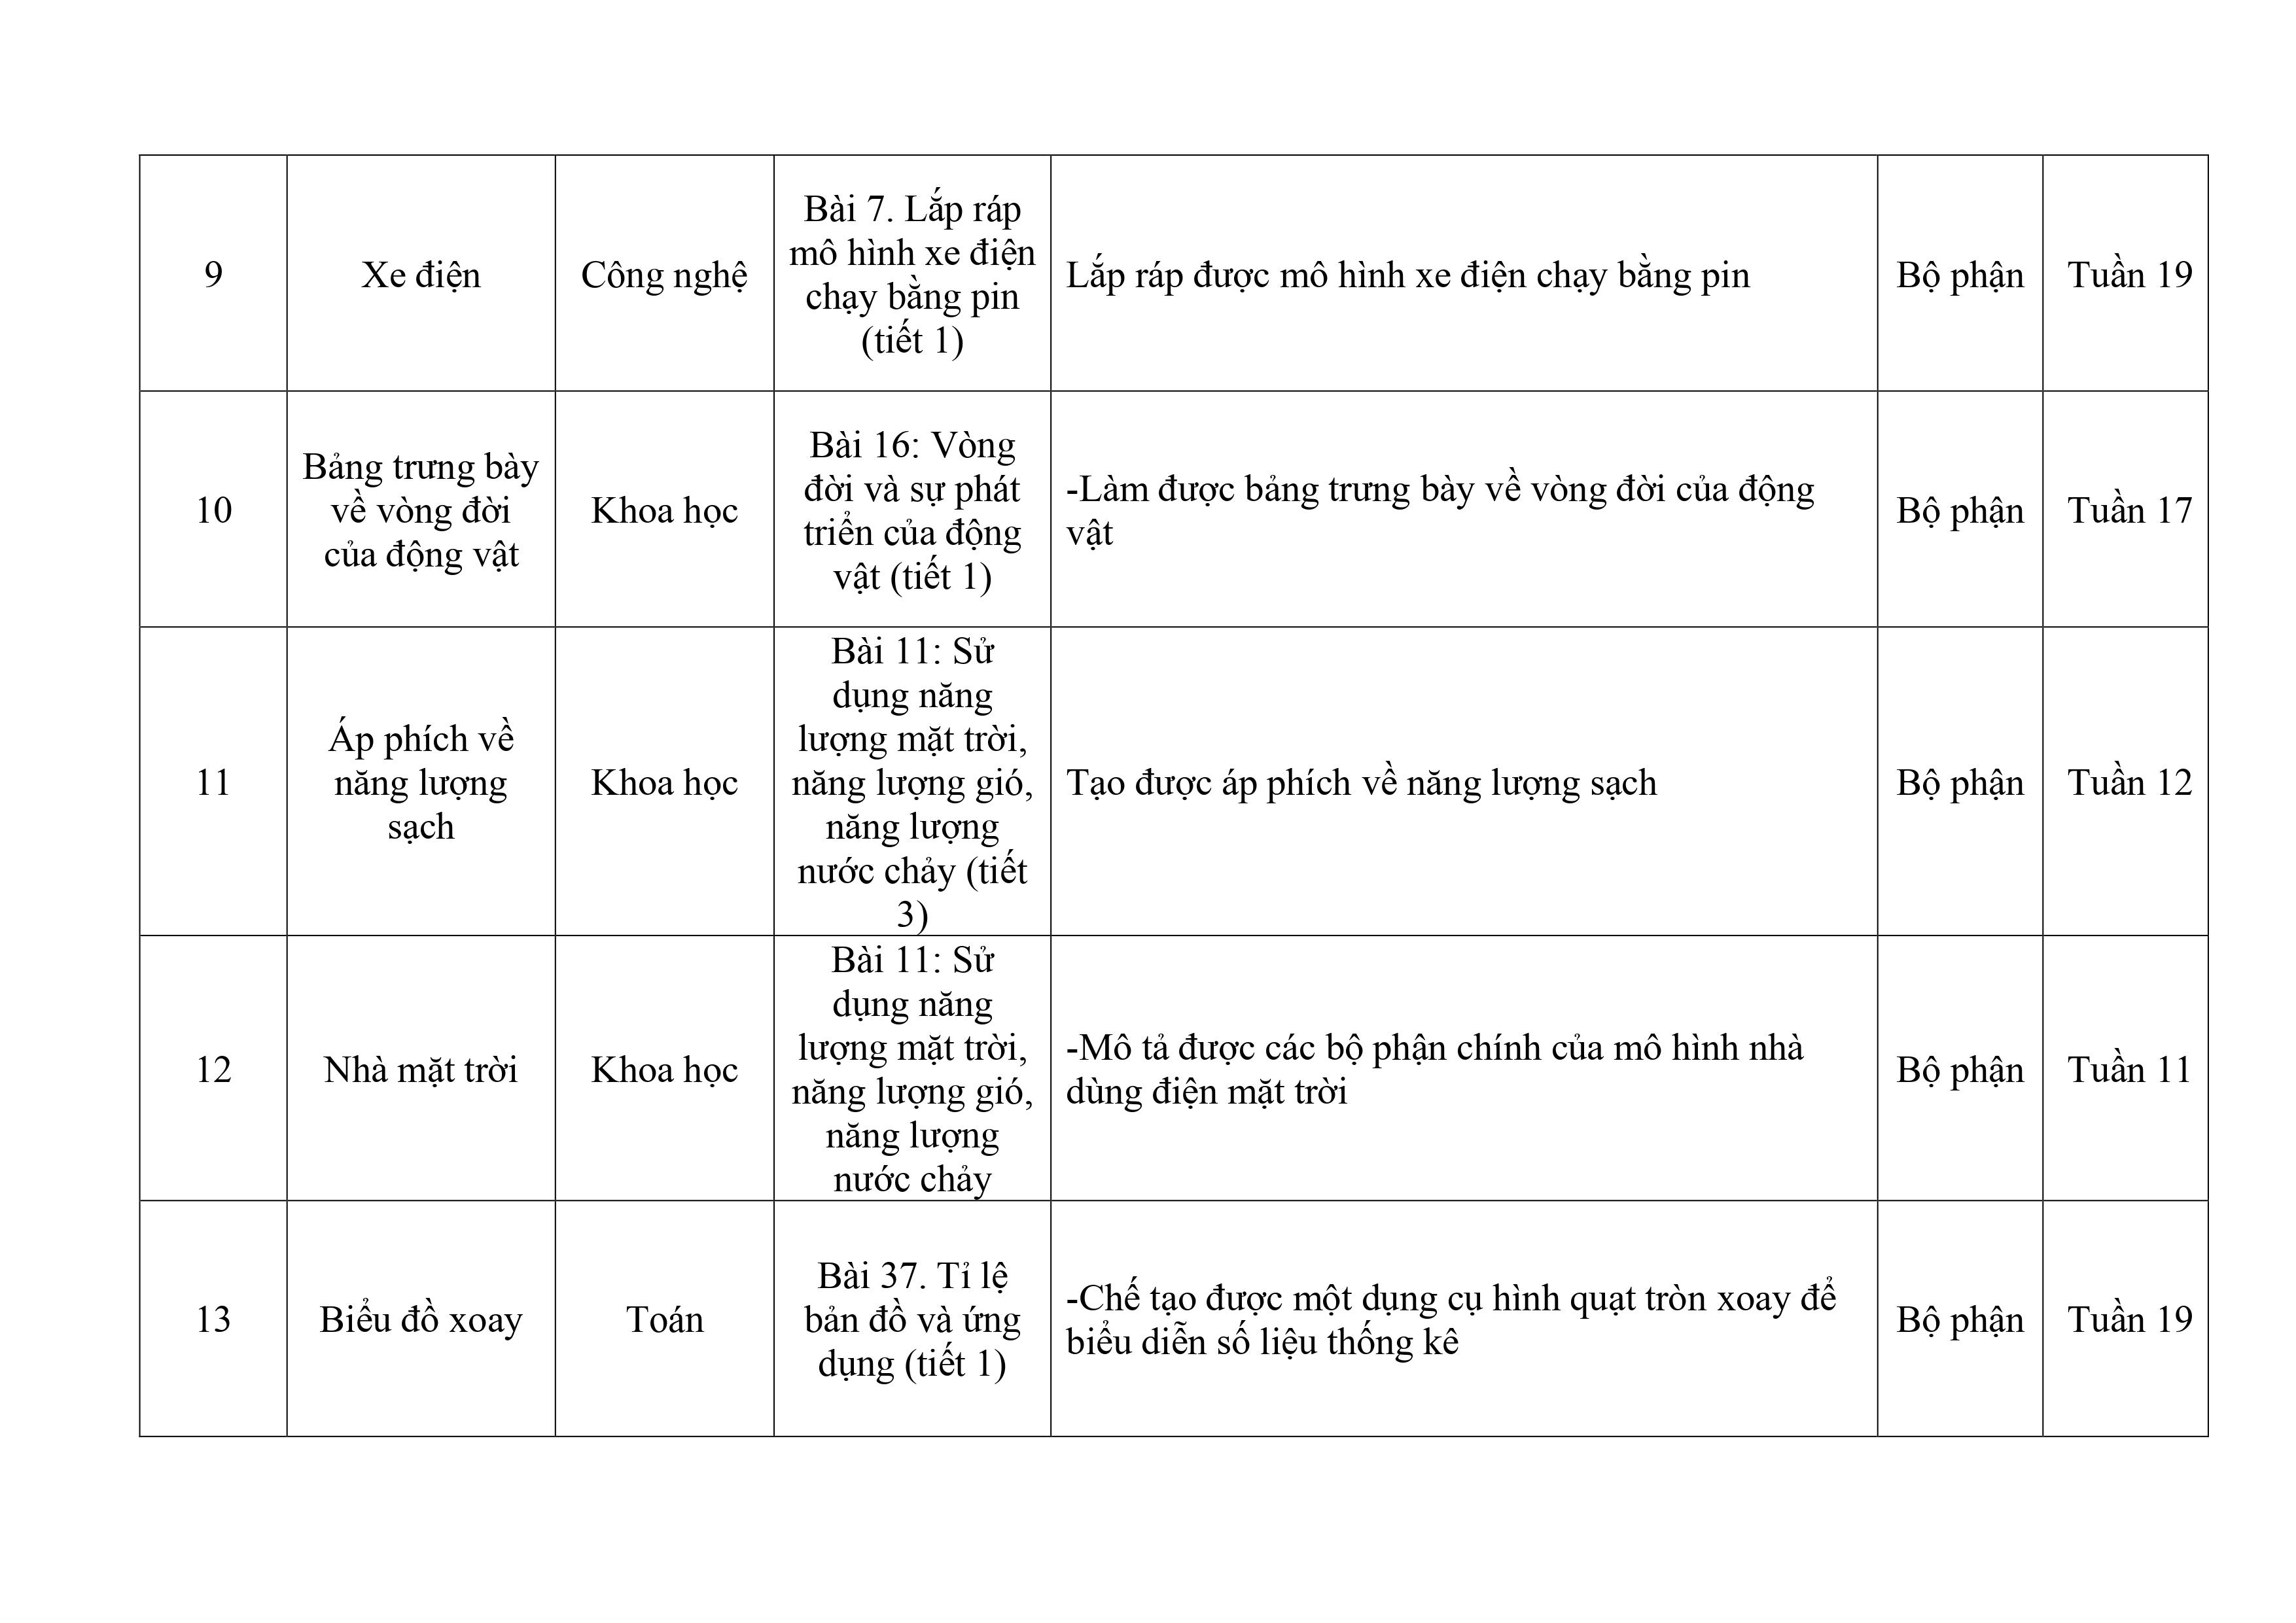 9
Xe điện
Công nghệ
Bài 7. Lắp ráp
mô hình xe điện
chạy bằng pin
(tiết 1)
Lắp ráp được mô hình xe điện chạy bằng pin
Bộ phận
Tuần 19
10
Bảng trưng bày
về vòng đời
của động vật
Khoa học
Bài 16: Vòng
đời và sự phát
triển của động
vật (tiết 1)
-Làm được bảng trưng bày về vòng đời của động
vật
Bộ phận
Tuần 17
11
Áp phích về
năng lượng
sạch
Khoa học
Bài 11: Sử
dụng năng
lượng mặt trời,
năng lượng gió,
năng lượng
nước chảy (tiết
3)
Tạo được áp phích về năng lượng sạch
Bộ phận
Tuần 12
12
Nhà mặt trời
Khoa học
Bài 11: Sử
dụng năng
lượng mặt trời,
năng lượng gió,
năng lượng
nước chảy
-Mô tả được các bộ phận chính của mô hình nhà
dùng điện mặt trời
Bộ phận
Tuần 11
13
Biểu đồ xoay
Toán
Bài 37. Tỉ lệ
bản đồ và ứng
dụng (tiết 1)
-Chế tạo được một dụng cụ hình quạt tròn xoay để
biểu diễn số liệu thống kê
Bộ phận
Tuần 19